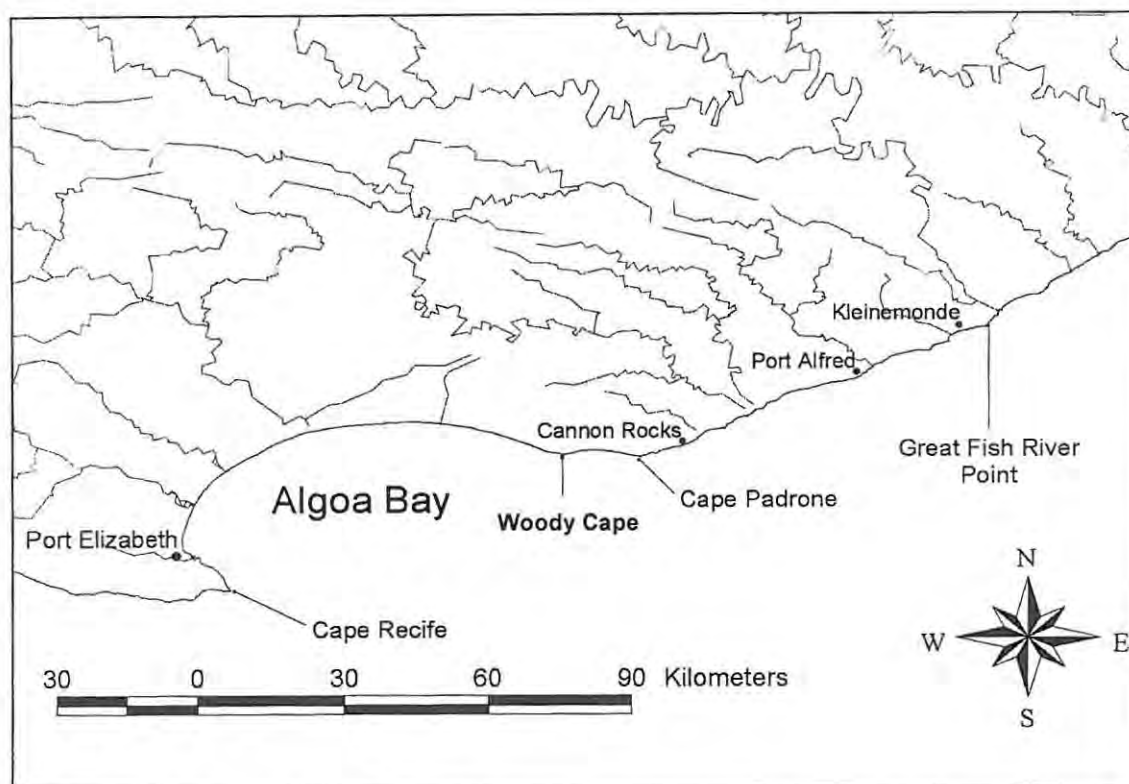 Kleinemonde
Port Alfred
Cannon Rocks
Great Fish River
Point
Cape Padrone
Algoa Bay
Woody Cape
Port Elizabeth
Cape Recife
N
W E
S
30 0 30 60 90 Kilometers